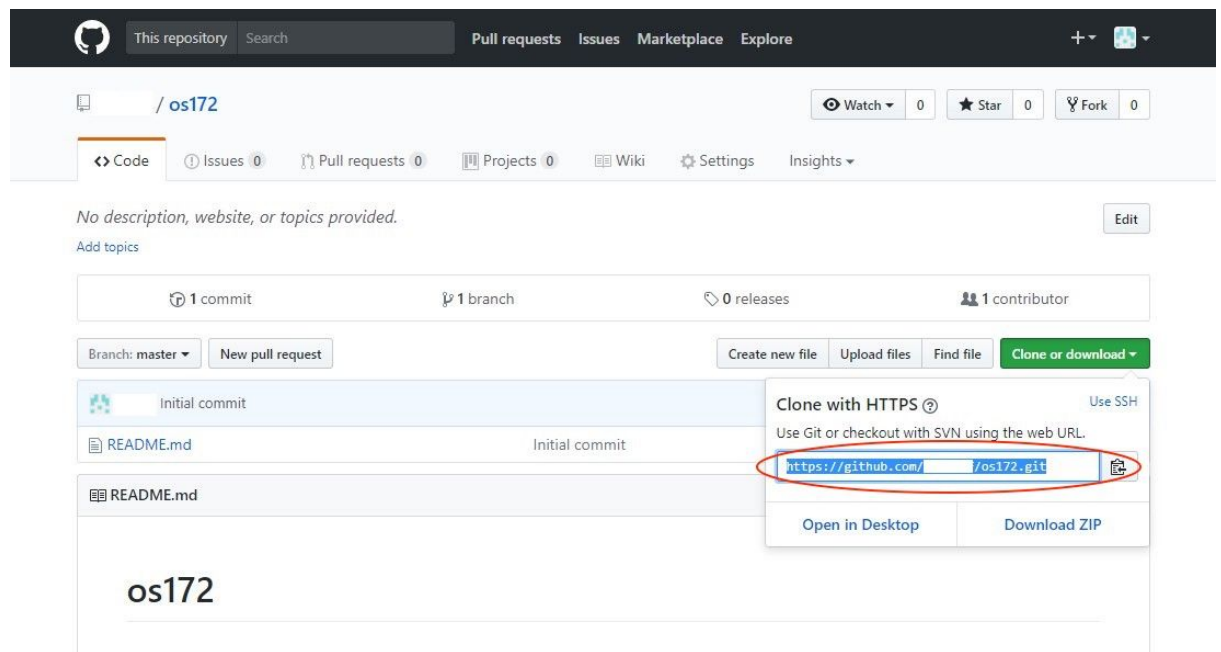 This repository Search Pull requests Issues Marketplace Explore
/ os172 Watch 0 Star 0 Fork 0
Code Issues 0 Pull requests 0 Projects 0 Wiki Settings Insights
No description, website, or topics provided. Edit
Add topics
1 commit 1 branch 0 releases 1 contributor
Branch: master New pull request Create new file Upload files Find file Clone or download
Initial commit
README.md Initial commit
Clone with HTTPS Use SSH
Use Git or checkout with SVN using the web URL.
https://github.com/ /os172.git
Open in Desktop Download ZIP
README.md
os172